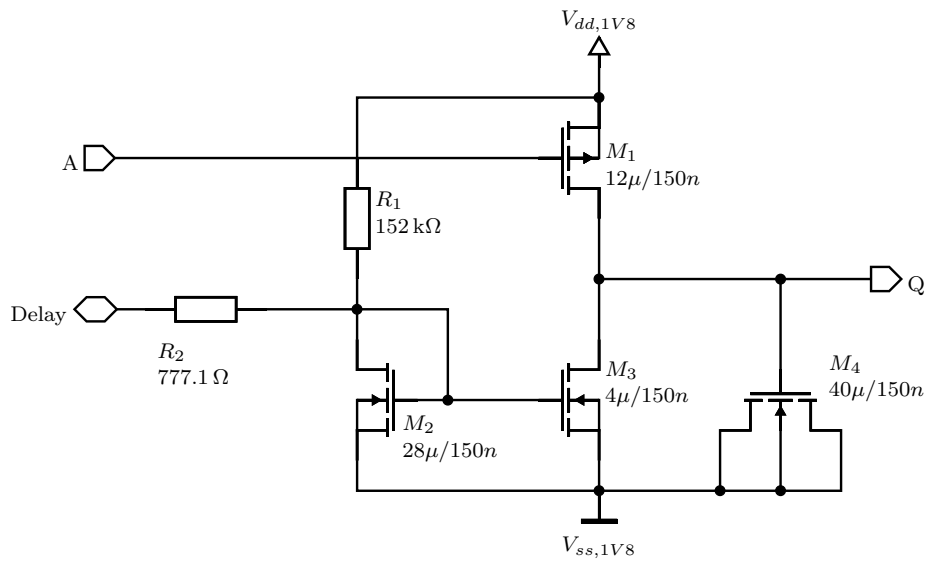 V_{dd,1V8}
A
M_1
12μ/150n
R_1
152 kΩ
Q
Delay
R_2
777.1 Ω
M_3
4μ/150n
M_4
40μ/150n
M_2
28μ/150n
V_{ss,1V8}